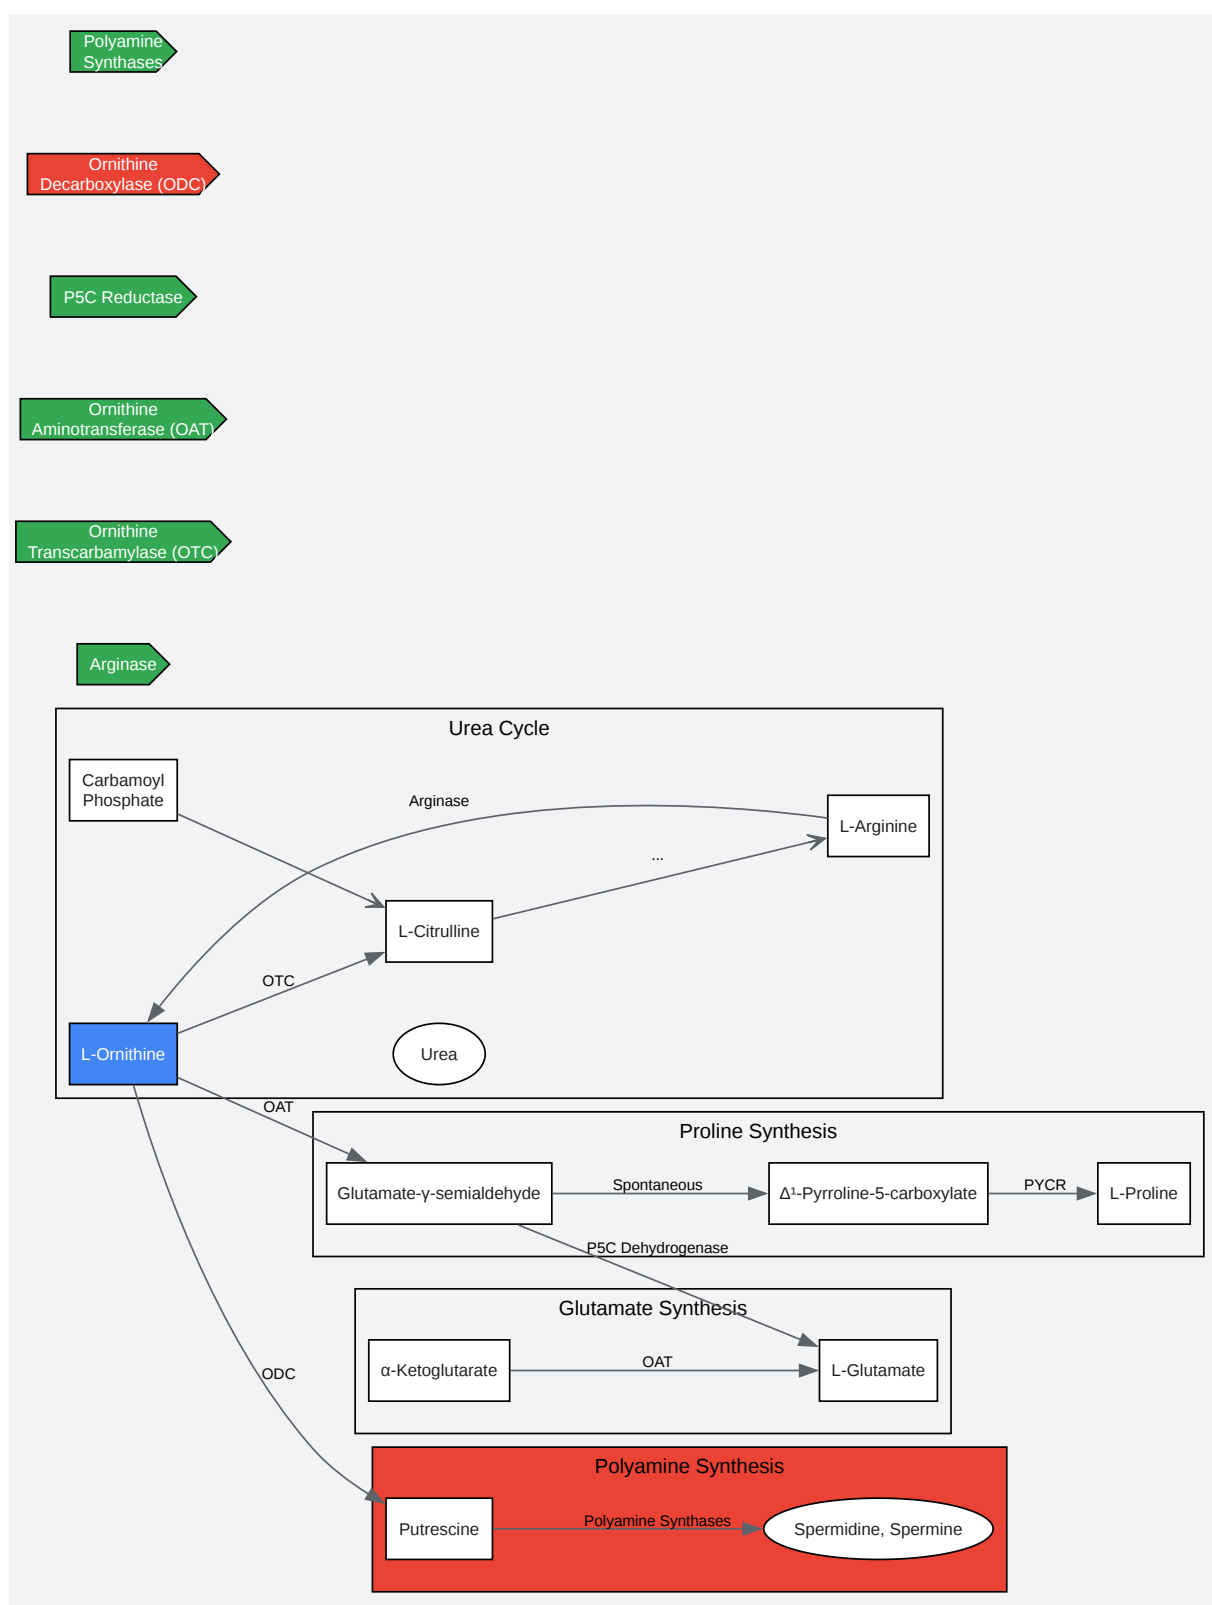 Polyamine
Synthases
Ornithine
Decarboxylase (ODC)
P5C Reductase
Ornithine
Aminotransferase (OAT)
Ornithine
Transcarbamylase (OTC)
Arginase
Urea Cycle
Carbamoyl
Phosphate
Arginase
L-Arginine
...
L-Citrulline
OTC
L-Ornithine
Urea
OAT
Proline Synthesis
Glutamate-γ-semialdehyde
Spontaneous
Δ¹-Pyrroline-5-carboxylate
PYCR
L-Proline
P5C Dehydrogenase
Glutamate Synthesis
α-Ketoglutarate
OAT
L-Glutamate
ODC
Polyamine Synthesis
Putrescine
Polyamine Synthases
Spermidine, Spermine